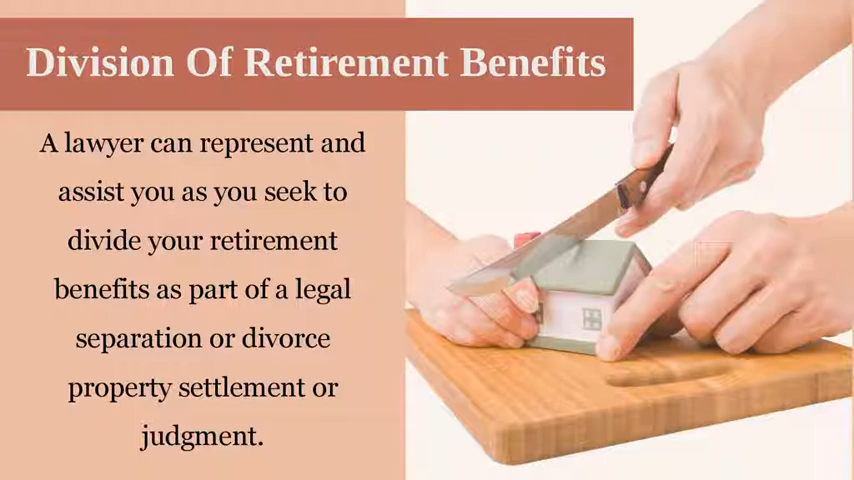 Division Of Retirement Benefits
A lawyer can represent and
assist you as you seek to
divide your retirement
benefits as part of a legal
separation or divorce
property settlement or
judgment.